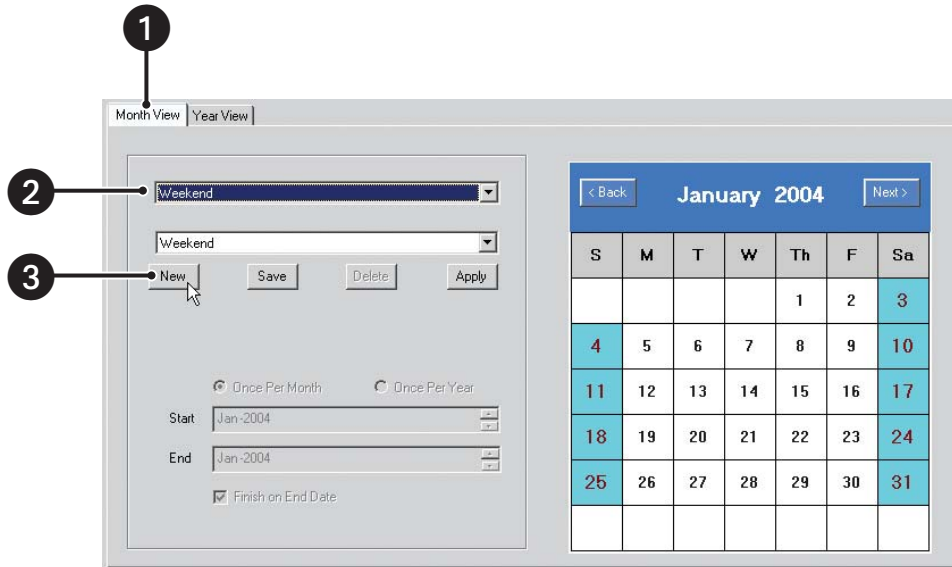 1
Month View Year View
2
Weekend
Weekend
3
New Save Delete Apply
Once Per Month Once Per Year
Start Jan-2004
End Jan-2004
Finish on End Date
< Back January 2004 Next >
S M T W Th F Sa
1 2 3
4 5 6 7 8 9 10
11 12 13 14 15 16 17
18 19 20 21 22 23 24
25 26 27 28 29 30 31